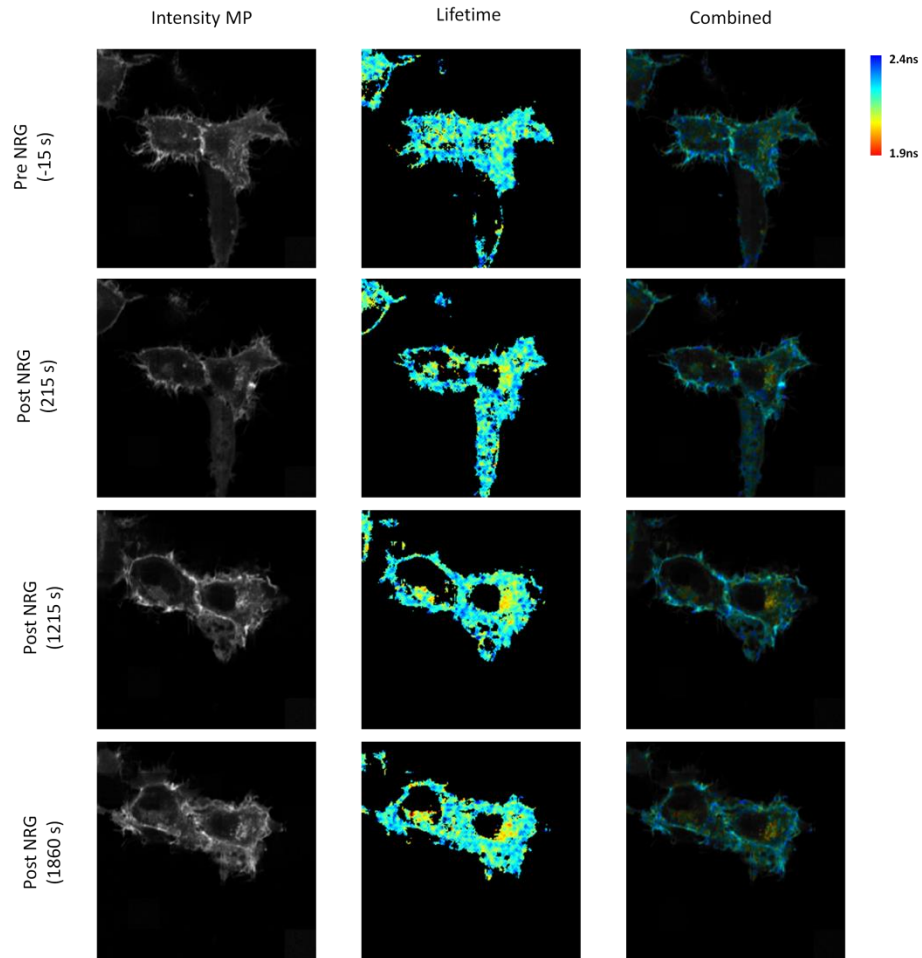 Intensity MP
Lifetime
Combined
2.4ns
1.9ns
Pre NRG
(-15 s)
Post NRG
(215 s)
Post NRG
(1215 s)
Post NRG
(1860 s)